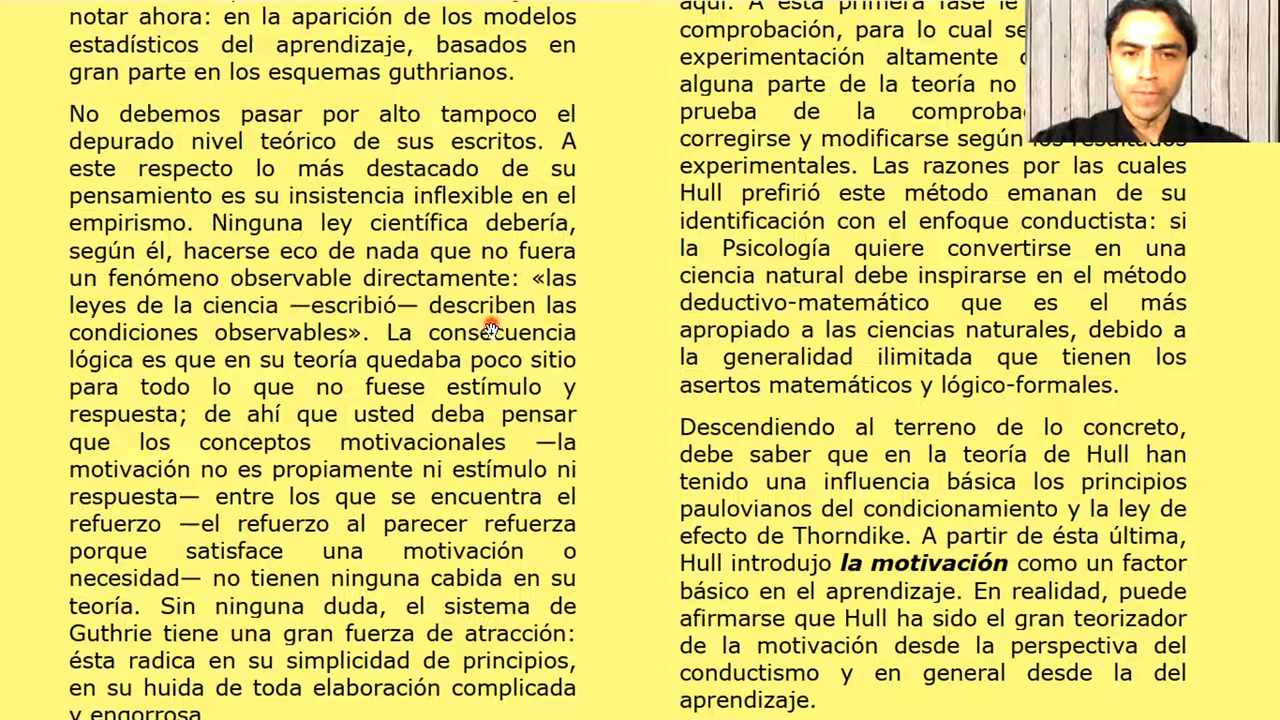 notar ahora: en la aparición de los modelos
estadísticos del aprendizaje, basados en
gran parte en los esquemas guthrianos.
No debemos pasar por alto tampoco el
depurado nivel teórico de sus escritos. A
este respecto lo más destacado de su
pensamiento es su insistencia inflexible en el
empirismo. Ninguna ley científica debería,
según él, hacerse eco de nada que no fuera
un fenómeno observable directamente: «las
leyes de la ciencia —escribió— describen las
condiciones observables». La consecuencia
lógica es que en su teoría quedaba poco sitio
para todo lo que no fuese estímulo y
respuesta; de ahí que usted deba pensar
que los conceptos motivacionales —la
motivación no es propiamente ni estímulo ni
respuesta— entre los que se encuentra el
refuerzo —el refuerzo al parecer refuerza
porque satisface una motivación o
necesidad— no tienen ninguna cabida en su
teoría. Sin ninguna duda, el sistema de
Guthrie tiene una gran fuerza de atracción:
ésta radica en su simplicidad de principios,
en su huida de toda elaboración complicada
y engorrosa.
aquí. A esta primera fase le
comprobación, para lo cual se
experimentación altamente
alguna parte de la teoría no
prueba de la
corregirse y modificarse según los resultados
experimentales. Las razones por las cuales
Hull prefirió este método emanan de su
identificación con el enfoque conductista: si
la Psicología quiere convertirse en una
ciencia natural debe inspirarse en el método
deductivo-matemático que es el más
apropiado a las ciencias naturales, debido a
la generalidad ilimitada que tienen los
asertos matemáticos y lógico-formales.
Descendiendo al terreno de lo concreto,
debe saber que en la teoría de Hull han
tenido una influencia básica los principios
paulovianos del condicionamiento y la ley de
efecto de Thorndike. A partir de ésta última,
Hull introdujo la motivación como un factor
básico en el aprendizaje. En realidad, puede
afirmarse que Hull ha sido el gran teorizador
de la motivación desde la perspectiva del
conductismo y en general desde la del
aprendizaje.